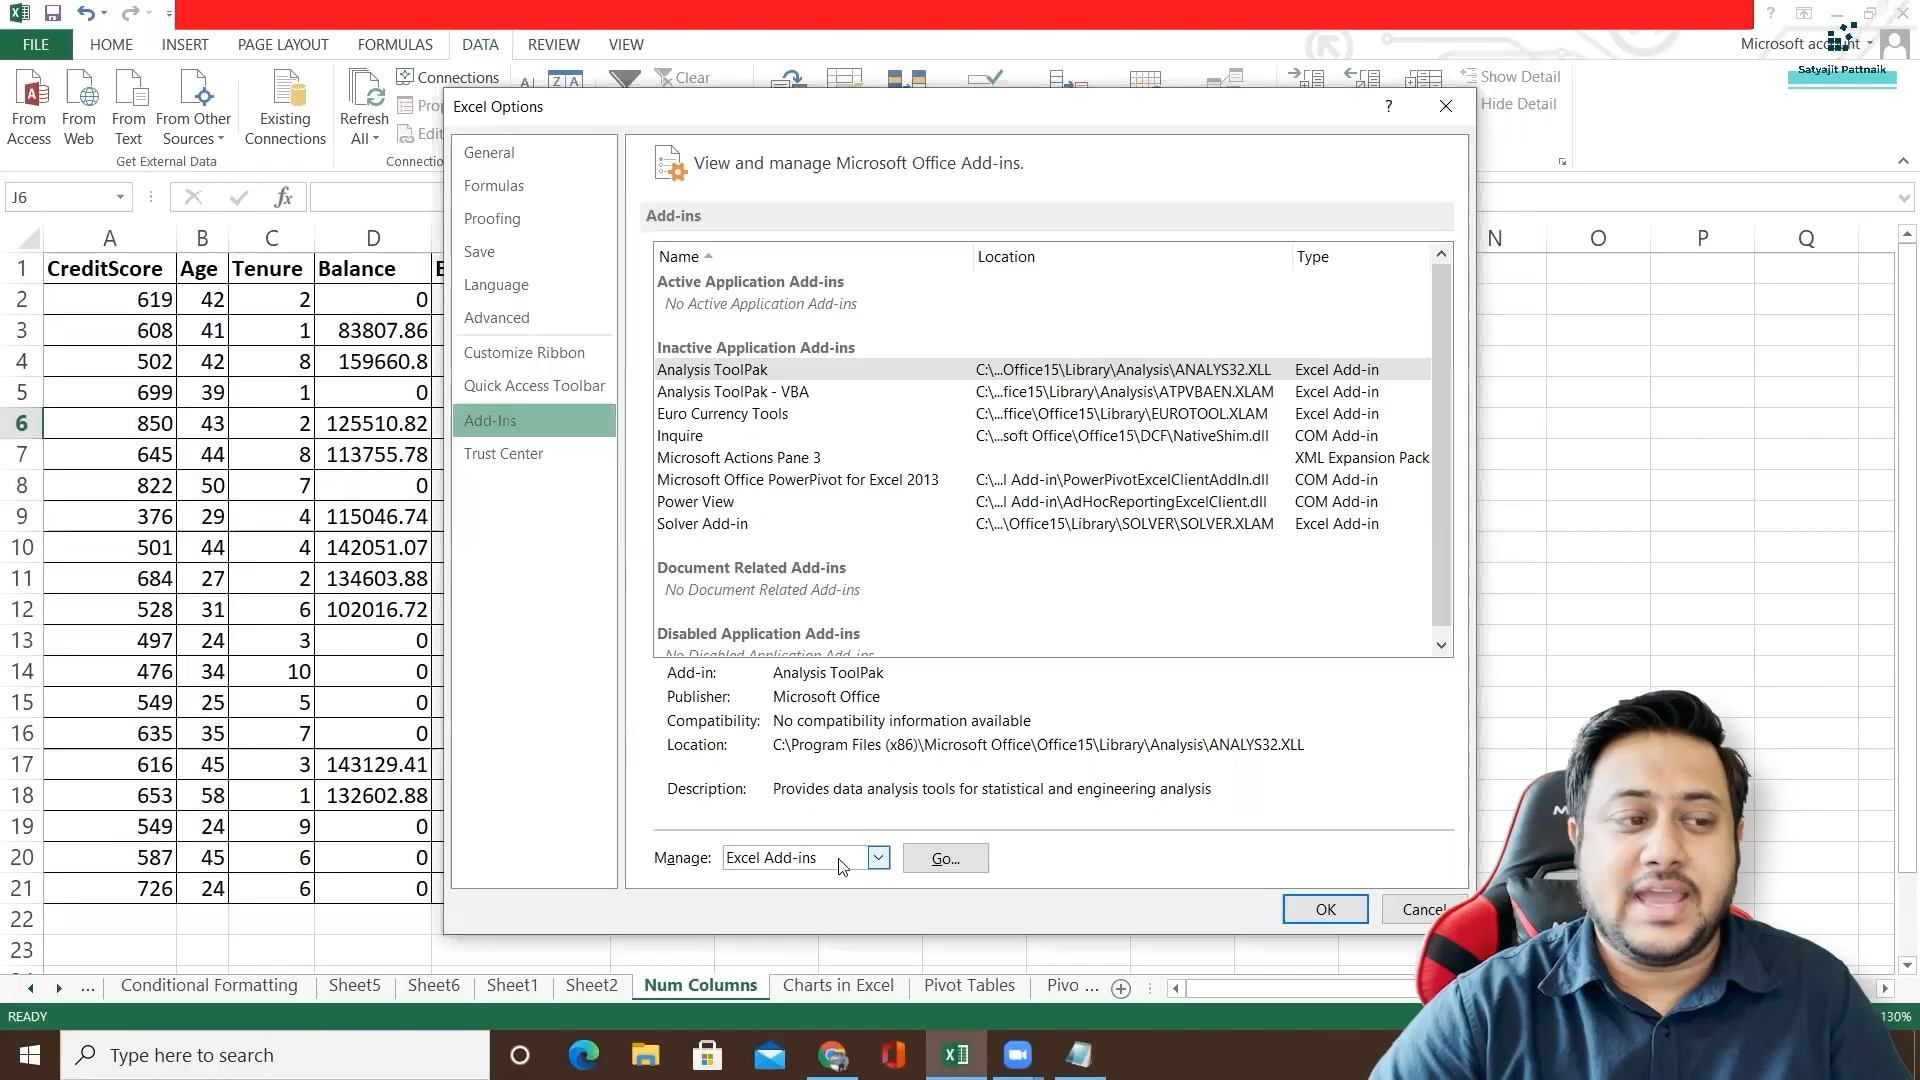 FILE HOME INSERT PAGE LAYOUT FORMULAS DATA REVIEW VIEW
Microsoft account
Satyajit Pattnaik
From Access
From Web
From Text
From Other Sources
Existing Connections
Refresh All
Connections
Get External Data
Clear
Show Detail
Hide Detail
J6
Excel Options
?
General
Formulas
Proofing
Save
Language
Advanced
Customize Ribbon
Quick Access Toolbar
Add-Ins
Trust Center
View and manage Microsoft Office Add-ins.
Add-ins
Name Location Type
Active Application Add-ins
No Active Application Add-ins
Inactive Application Add-ins
Analysis ToolPak C:\...Office15\Library\Analysis\ANALYS32.XLL Excel Add-in
Analysis ToolPak - VBA C:\...fice15\Library\Analysis\ATPVBAEN.XLAM Excel Add-in
Euro Currency Tools C:\...ffice\Office15\Library\EUROTOOL.XLAM Excel Add-in
Inquire C:\...soft Office\Office15\DCF\NativeShim.dll COM Add-in
Microsoft Actions Pane 3 XML Expansion Pack
Microsoft Office PowerPivot for Excel 2013 C:\...l Add-in\PowerPivotExcelClientAddIn.dll COM Add-in
Power View C:\...l Add-in\AdHocReportingExcelClient.dll COM Add-in
Solver Add-in C:\...\Office15\Library\SOLVER\SOLVER.XLAM Excel Add-in
Document Related Add-ins
No Document Related Add-ins
Disabled Application Add-ins
No Disabled Application Add-ins
Add-in: Analysis ToolPak
Publisher: Microsoft Office
Compatibility: No compatibility information available
Location: C:\Program Files (x86)\Microsoft Office\Office15\Library\Analysis\ANALYS32.XLL
Description: Provides data analysis tools for statistical and engineering analysis
Manage: Excel Add-ins Go...
OK Cancel
A B C D N O P Q
1 CreditScore Age Tenure Balance
2 619 42 2 0
3 608 41 1 83807.86
4 502 42 8 159660.8
5 699 39 1 0
6 850 43 2 125510.82
7 645 44 8 113755.78
8 822 50 7 0
9 376 29 4 115046.74
10 501 44 4 142051.07
11 684 27 2 134603.88
12 528 31 6 102016.72
13 497 24 3 0
14 476 34 10 0
15 549 25 5 0
16 635 35 7 0
17 616 45 3 143129.41
18 653 58 1 132602.88
19 549 24 9 0
20 587 45 6 0
21 726 24 6 0
22
23
... Conditional Formatting Sheet5 Sheet6 Sheet1 Sheet2 Num Columns Charts in Excel Pivot Tables Pivo ...
READY 130%
Type here to search